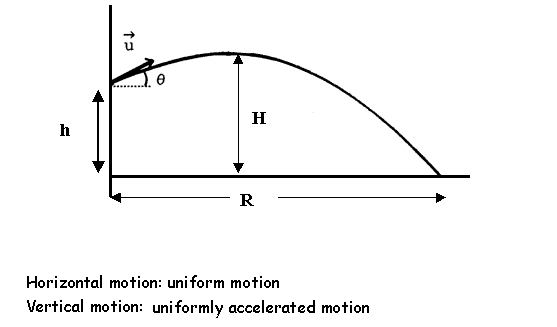 u
θ
h
H
R
Horizontal motion: uniform motion
Vertical motion: uniformly accelerated motion